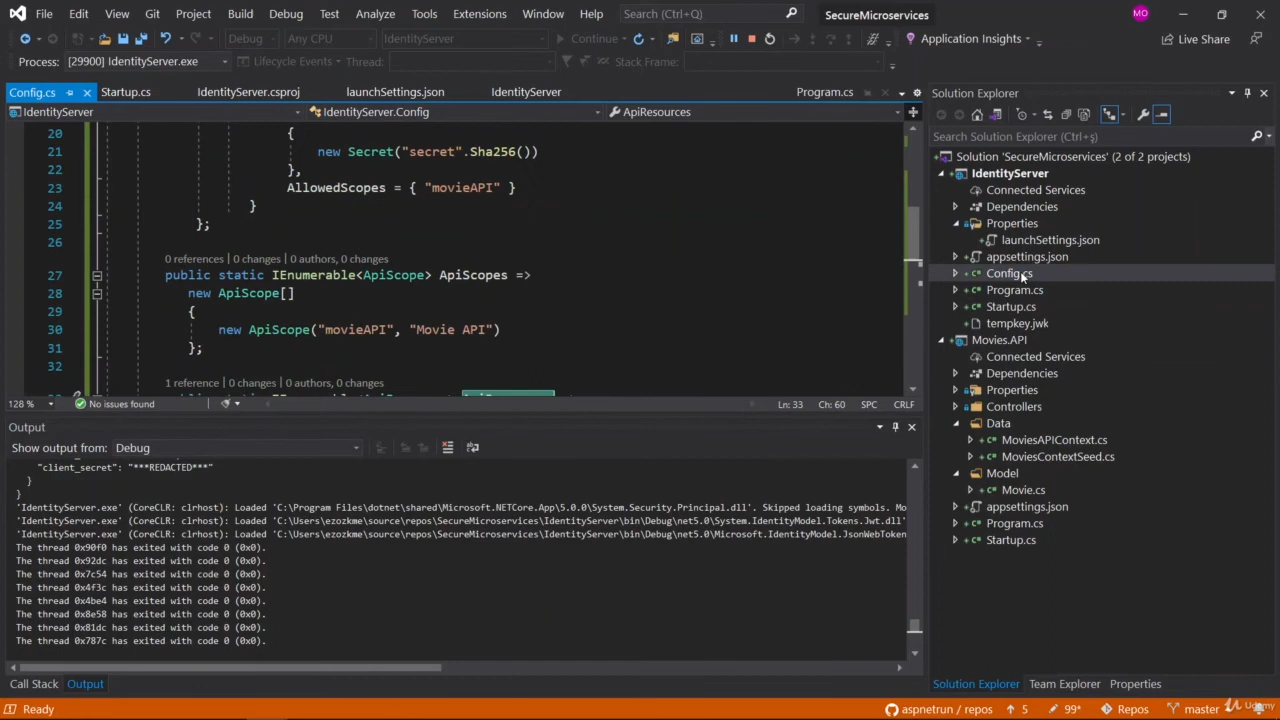 File Edit View Git Project Build Debug Test Analyze Tools Extensions Window Help Search (Ctrl+Q) SecureMicroservices MO
Debug Any CPU IdentityServer Continue Application Insights Live Share
Process: [29900] IdentityServer.exe Lifecycle Events Thread: Stack Frame:
Config.cs Startup.cs IdentityServer.csproj launchSettings.json IdentityServer Program.cs
IdentityServer IdentityServer.Config ApiResources
20 {
21 new Secret("secret".Sha256())
22 },
23 AllowedScopes = { "movieAPI" }
24 }
25 };
26
0 references | 0 changes | 0 authors, 0 changes
27 public static IEnumerable<ApiScope> ApiScopes =>
28 new ApiScope[]
29 {
30 new ApiScope("movieAPI", "Movie API")
31 };
32
1 reference | 0 changes | 0 authors, 0 changes
128 % No issues found Ln: 33 Ch: 60 SPC CRLF
Output
Show output from: Debug
"client_secret": "***REDACTED***"
}
}
'IdentityServer.exe' (CoreCLR: clrhost): Loaded 'C:\Program Files\dotnet\shared\Microsoft.NETCore.App\5.0.0\System.Security.Principal.dll'. Skipped loading symbols. Mo
'IdentityServer.exe' (CoreCLR: clrhost): Loaded 'C:\Users\ezozkme\source\repos\SecureMicroservices\IdentityServer\bin\Debug\net5.0\System.IdentityModel.Tokens.Jwt.dll'
'IdentityServer.exe' (CoreCLR: clrhost): Loaded 'C:\Users\ezozkme\source\repos\SecureMicroservices\IdentityServer\bin\Debug\net5.0\Microsoft.IdentityModel.JsonWebToken
The thread 0x90f0 has exited with code 0 (0x0).
The thread 0x92dc has exited with code 0 (0x0).
The thread 0x7c54 has exited with code 0 (0x0).
The thread 0x4f3c has exited with code 0 (0x0).
The thread 0x4be4 has exited with code 0 (0x0).
The thread 0x8e58 has exited with code 0 (0x0).
The thread 0x81dc has exited with code 0 (0x0).
The thread 0x787c has exited with code 0 (0x0).
Call Stack Output
Solution Explorer
Search Solution Explorer (Ctrl+ş)
Solution 'SecureMicroservices' (2 of 2 projects)
IdentityServer
Connected Services
Dependencies
Properties
launchSettings.json
appsettings.json
Config.cs
Program.cs
Startup.cs
tempkey.jwk
Movies.API
Connected Services
Dependencies
Properties
Controllers
Data
MoviesAPIContext.cs
MoviesContextSeed.cs
Model
Movie.cs
appsettings.json
Program.cs
Startup.cs
Solution Explorer Team Explorer Properties
Ready aspnetrun / repos 5 99* Repos master
Udemy